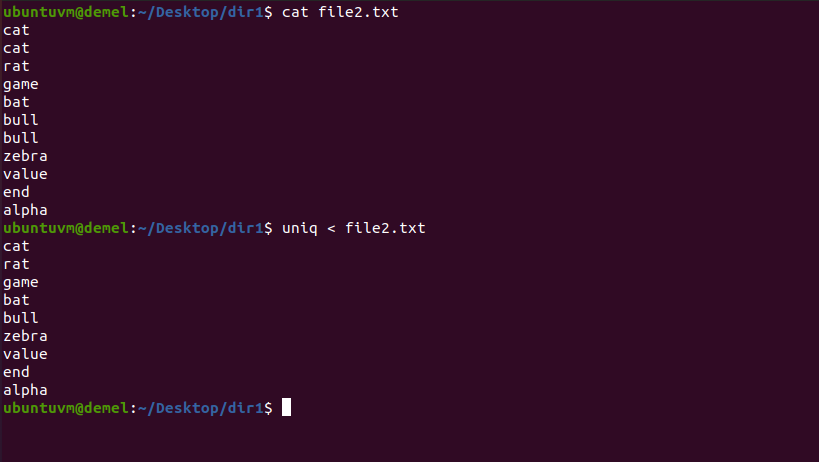 ubuntuvm@demel:~/Desktop/dir1$ cat file2.txt
cat
cat
rat
game
bat
bull
bull
zebra
value
end
alpha
ubuntuvm@demel:~/Desktop/dir1$ uniq < file2.txt
cat
rat
game
bat
bull
zebra
value
end
alpha
ubuntuvm@demel:~/Desktop/dir1$